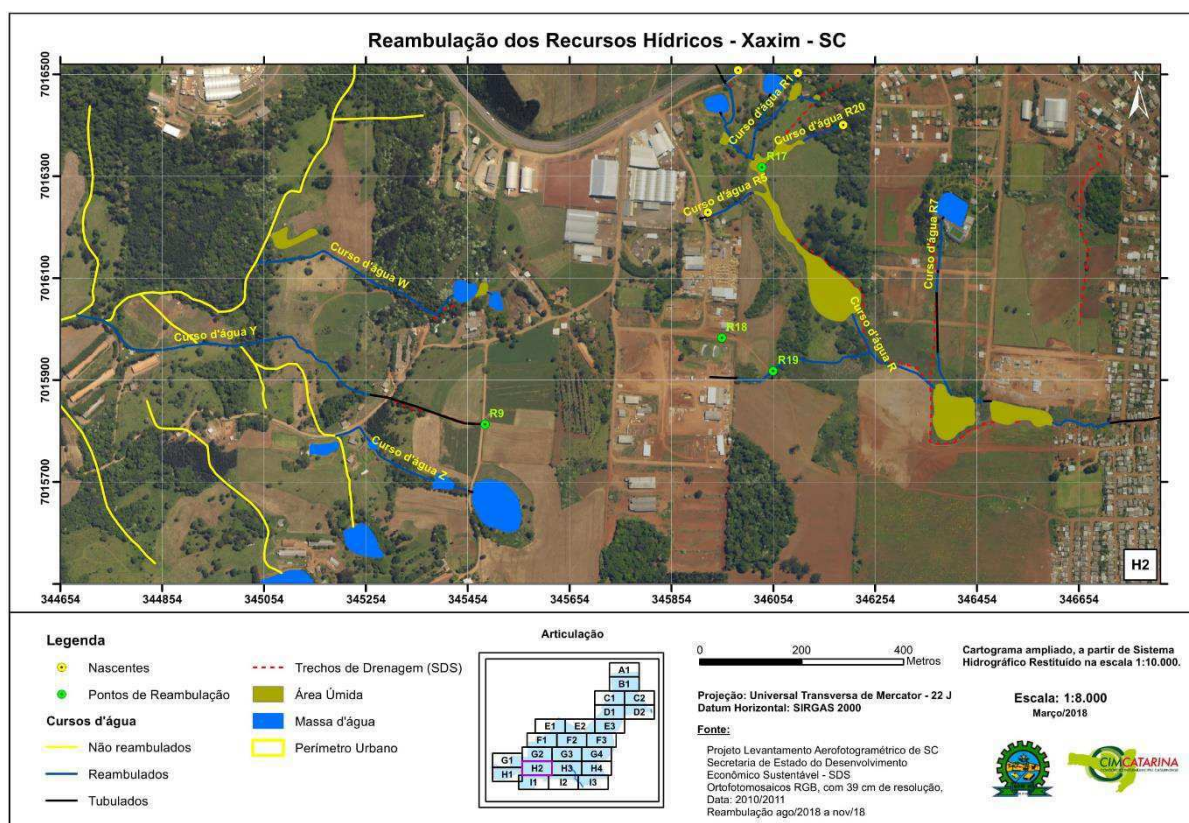 Reambulação dos Recursos Hídricos - Xaxim - SC
7016500
7016300
7016100
7015900
7015700
N
Curso d'água R1
Curso d'água R20
R17
Curso d'água R5
Curso d'água R7
Curso d'água W
Curso d'água Y
Curso d'água R
R18
R19
R9
Curso d'água Z
H2
344654 344854 345054 345254 345454 345654 345854 346054 346254 346454 346654
Legenda
Nascentes
Pontos de Reambulação
Cursos d'água
Não reambulados
Reambulados
Tubulados
Trechos de Drenagem (SDS)
Área Úmida
Massa d'água
Perímetro Urbano
Articulação
A1
B1
C1 C2
D1 D2
E1 E2 E3
F1 F2 F3
G1 G2 G3 G4
H1 H2 H3 H4
I1 I2 I3
0 200 400
Metros
Projeção: Universal Transversa de Mercator - 22 J
Datum Horizontal: SIRGAS 2000
Fonte:
Projeto Levantamento Aerofotogramétrico de SC
Secretaria de Estado do Desenvolvimento
Econômico Sustentável - SDS
Ortofotomosaicos RGB, com 39 cm de resolução,
Data: 2010/2011
Reambulação ago/2018 a nov/18
Cartograma ampliado, a partir de Sistema
Hidrográfico Restituído na escala 1:10.000.
Escala: 1:8.000
Março/2018
CIMCATARINA